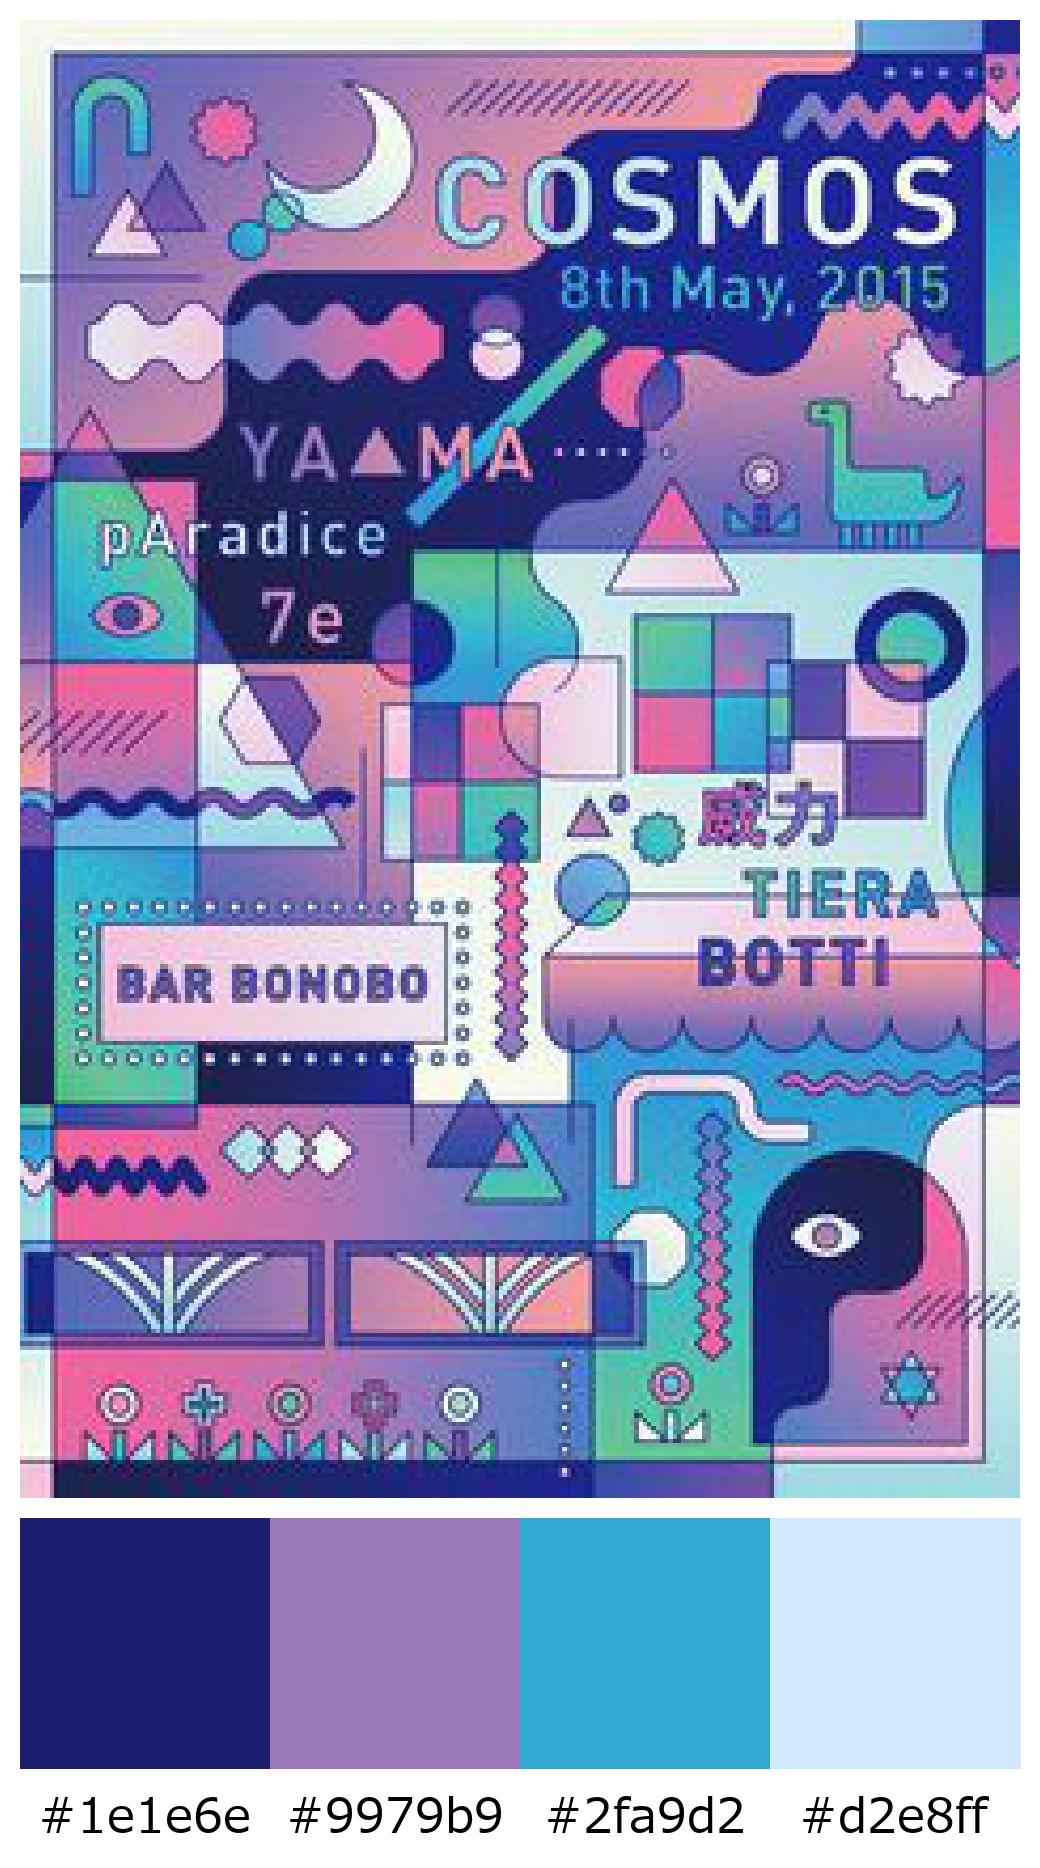 COSMOS
8th May, 2015
YA▲MA
pAradice
7e
威力
TIERA
BOTTI
BAR BONOBO
#1e1e6e #9979b9 #2fa9d2 #d2e8ff